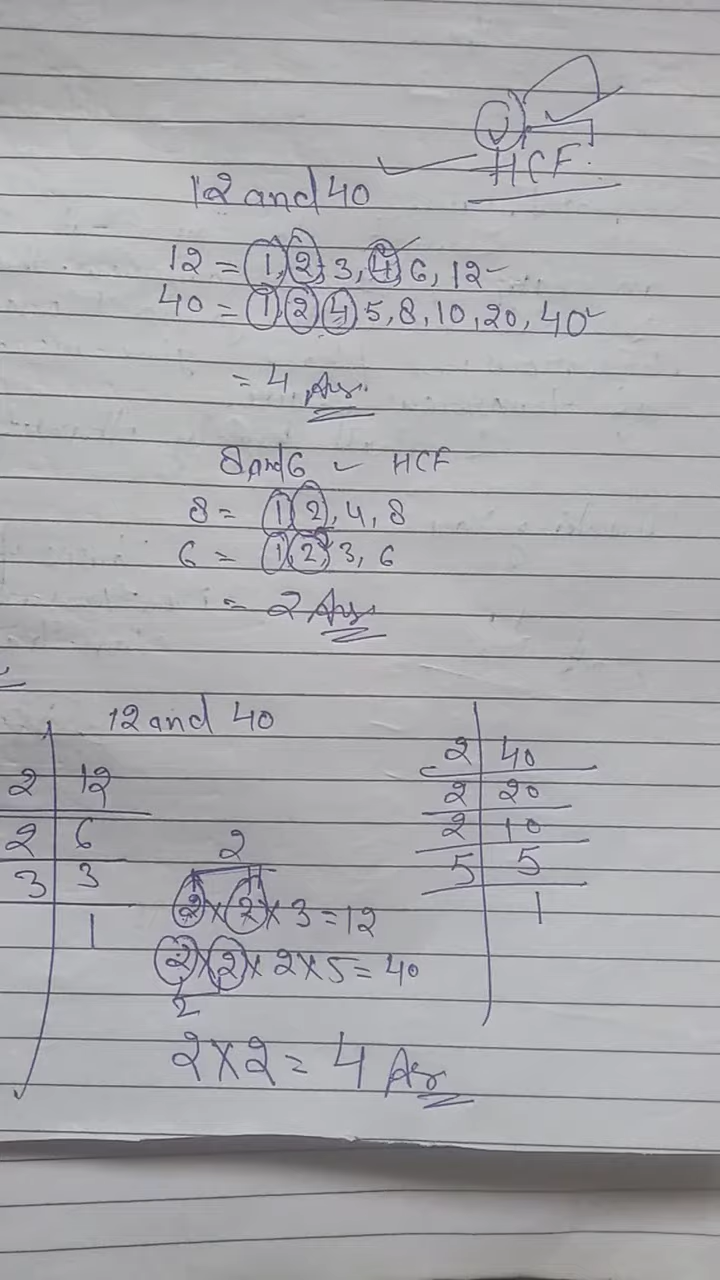 HCF.
12 and 40
12 = 1, 2, 3, 4, 6, 12
40 = 1, 2, 4, 5, 8, 10, 20, 40
= 4 Ans.
8 and 6 HCF
8 = 1, 2, 4, 8
6 = 1, 2, 3, 6
= 2 Ans
12 and 40
2 12
2 6
3 3
1
2 40
2 20
2 10
5 5
1
2
2 × 2 × 3 = 12
2 × 2 × 2 × 5 = 40
2
2 × 2 = 4 Ans